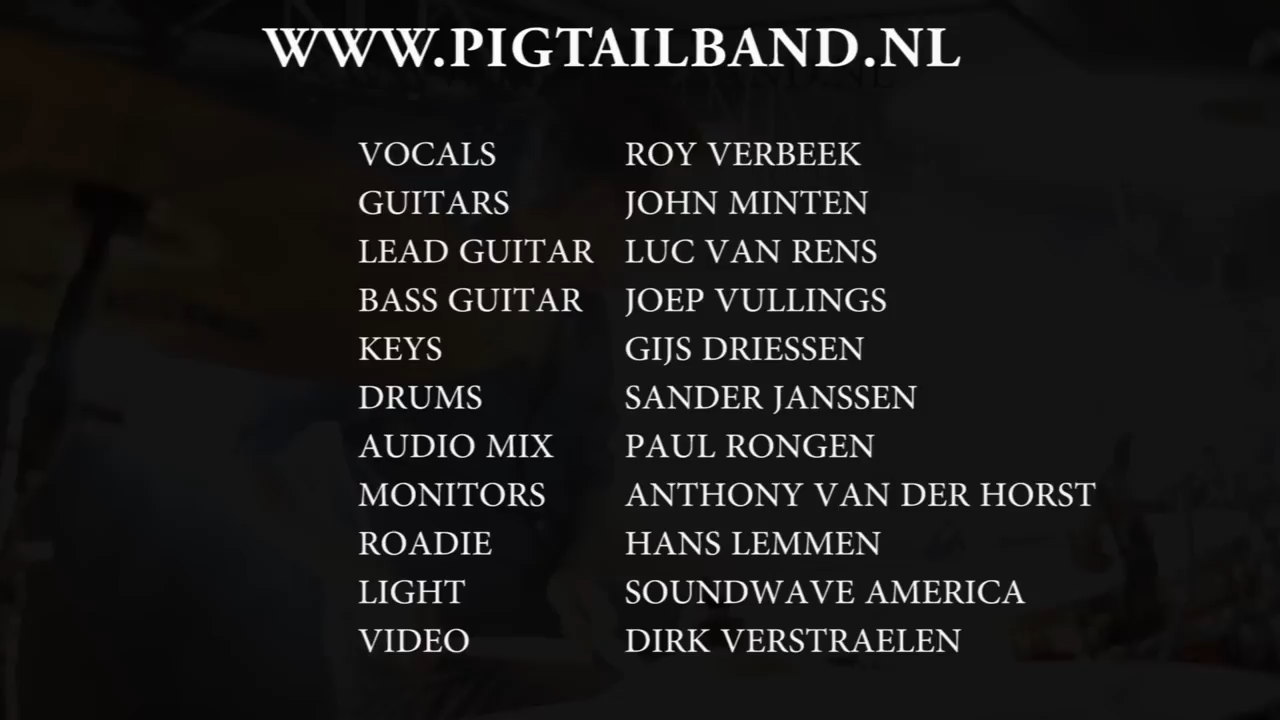 WWW.PIGTAILBAND.NL
VOCALS ROY VERBEEK
GUITARS JOHN MINTEN
LEAD GUITAR LUC VAN RENS
BASS GUITAR JOEP VULLINGS
KEYS GIJS DRIESSEN
DRUMS SANDER JANSSEN
AUDIO MIX PAUL RONGEN
MONITORS ANTHONY VAN DER HORST
ROADIE HANS LEMMEN
LIGHT SOUNDWAVE AMERICA
VIDEO DIRK VERSTRAELEN